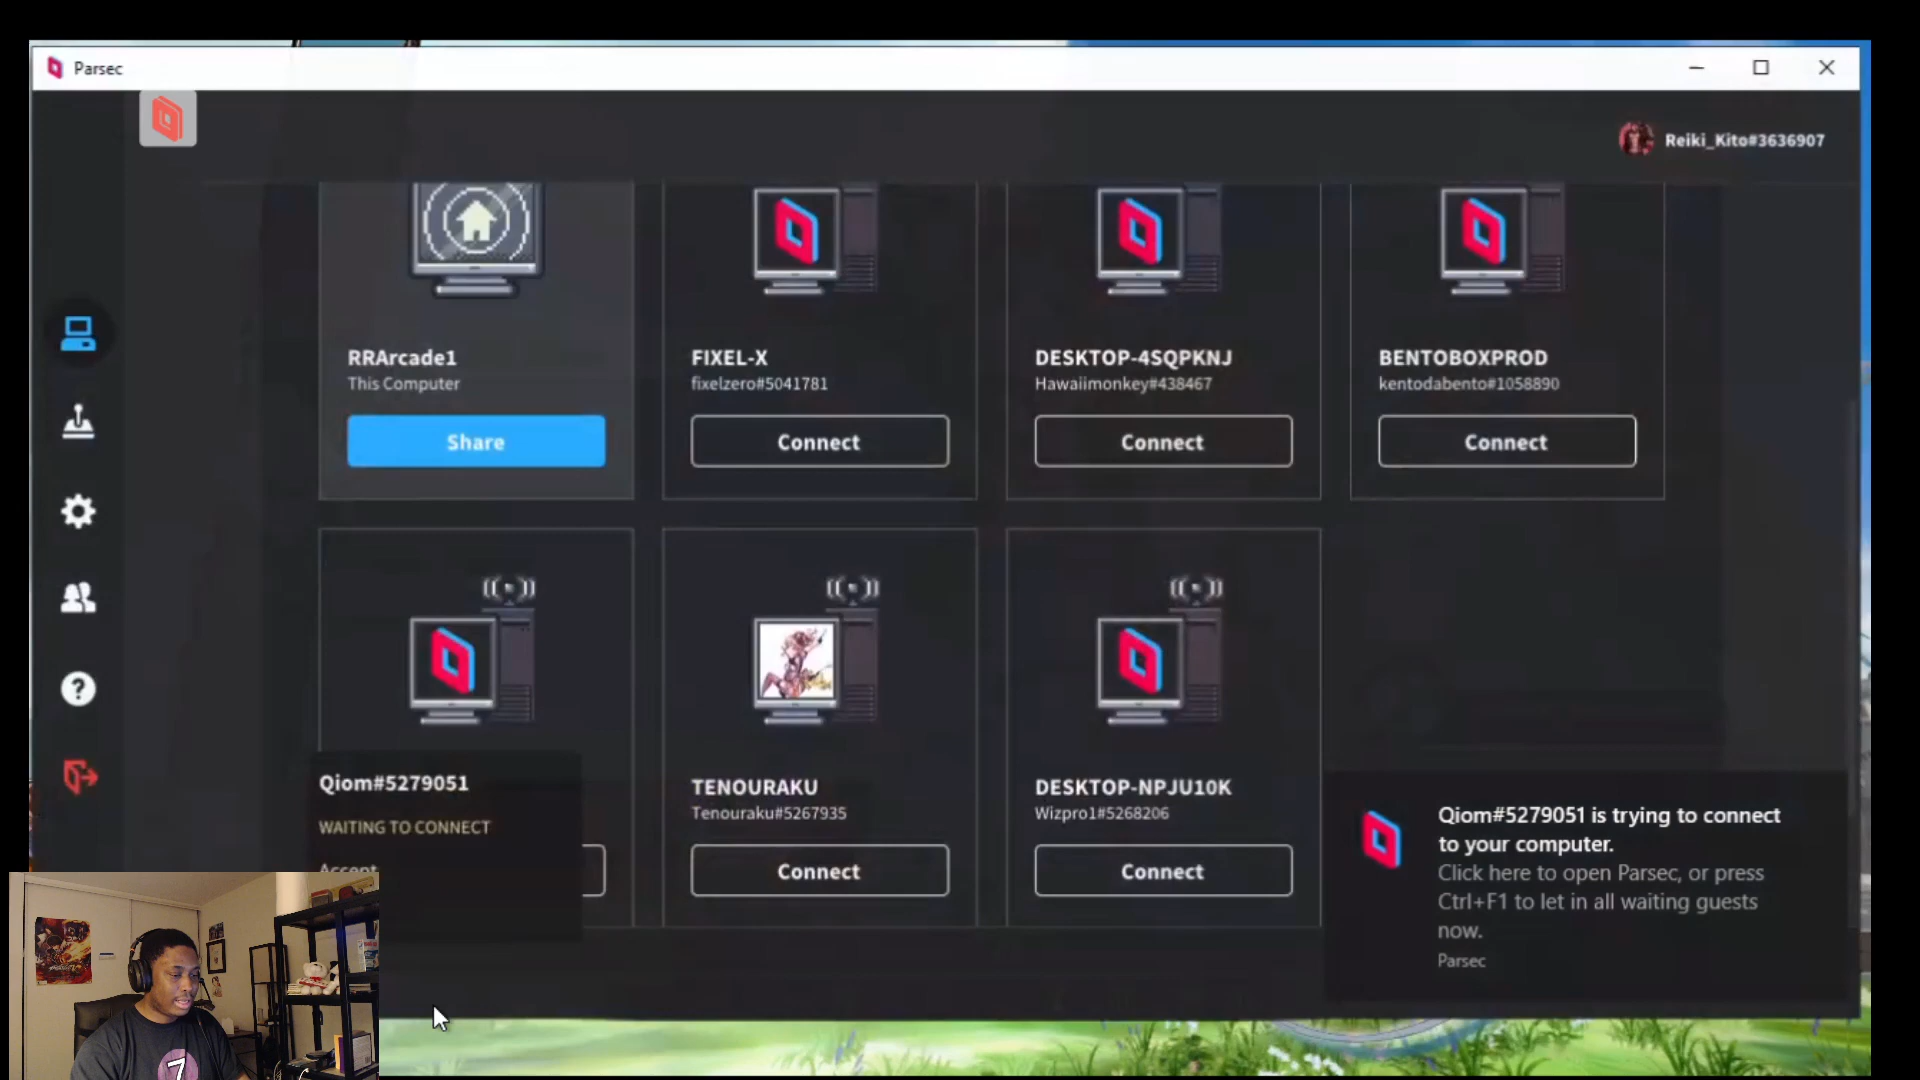 Parsec
Reiki_Kito#3636907
RRArcade1
This Computer
Share
FIXEL-X
fixelzero#5041781
Connect
DESKTOP-4SQPKNJ
Hawaiimonkey#438467
Connect
BENTOBOXPROD
kentodabento#1058890
Connect
Qiom#5279051
WAITING TO CONNECT
Accept
TENOURAKU
Tenouraku#5267935
Connect
DESKTOP-NPJU10K
Wizpro1#5268206
Connect
Qiom#5279051 is trying to connect
to your computer.
Click here to open Parsec, or press
Ctrl+F1 to let in all waiting guests
now.
Parsec
7